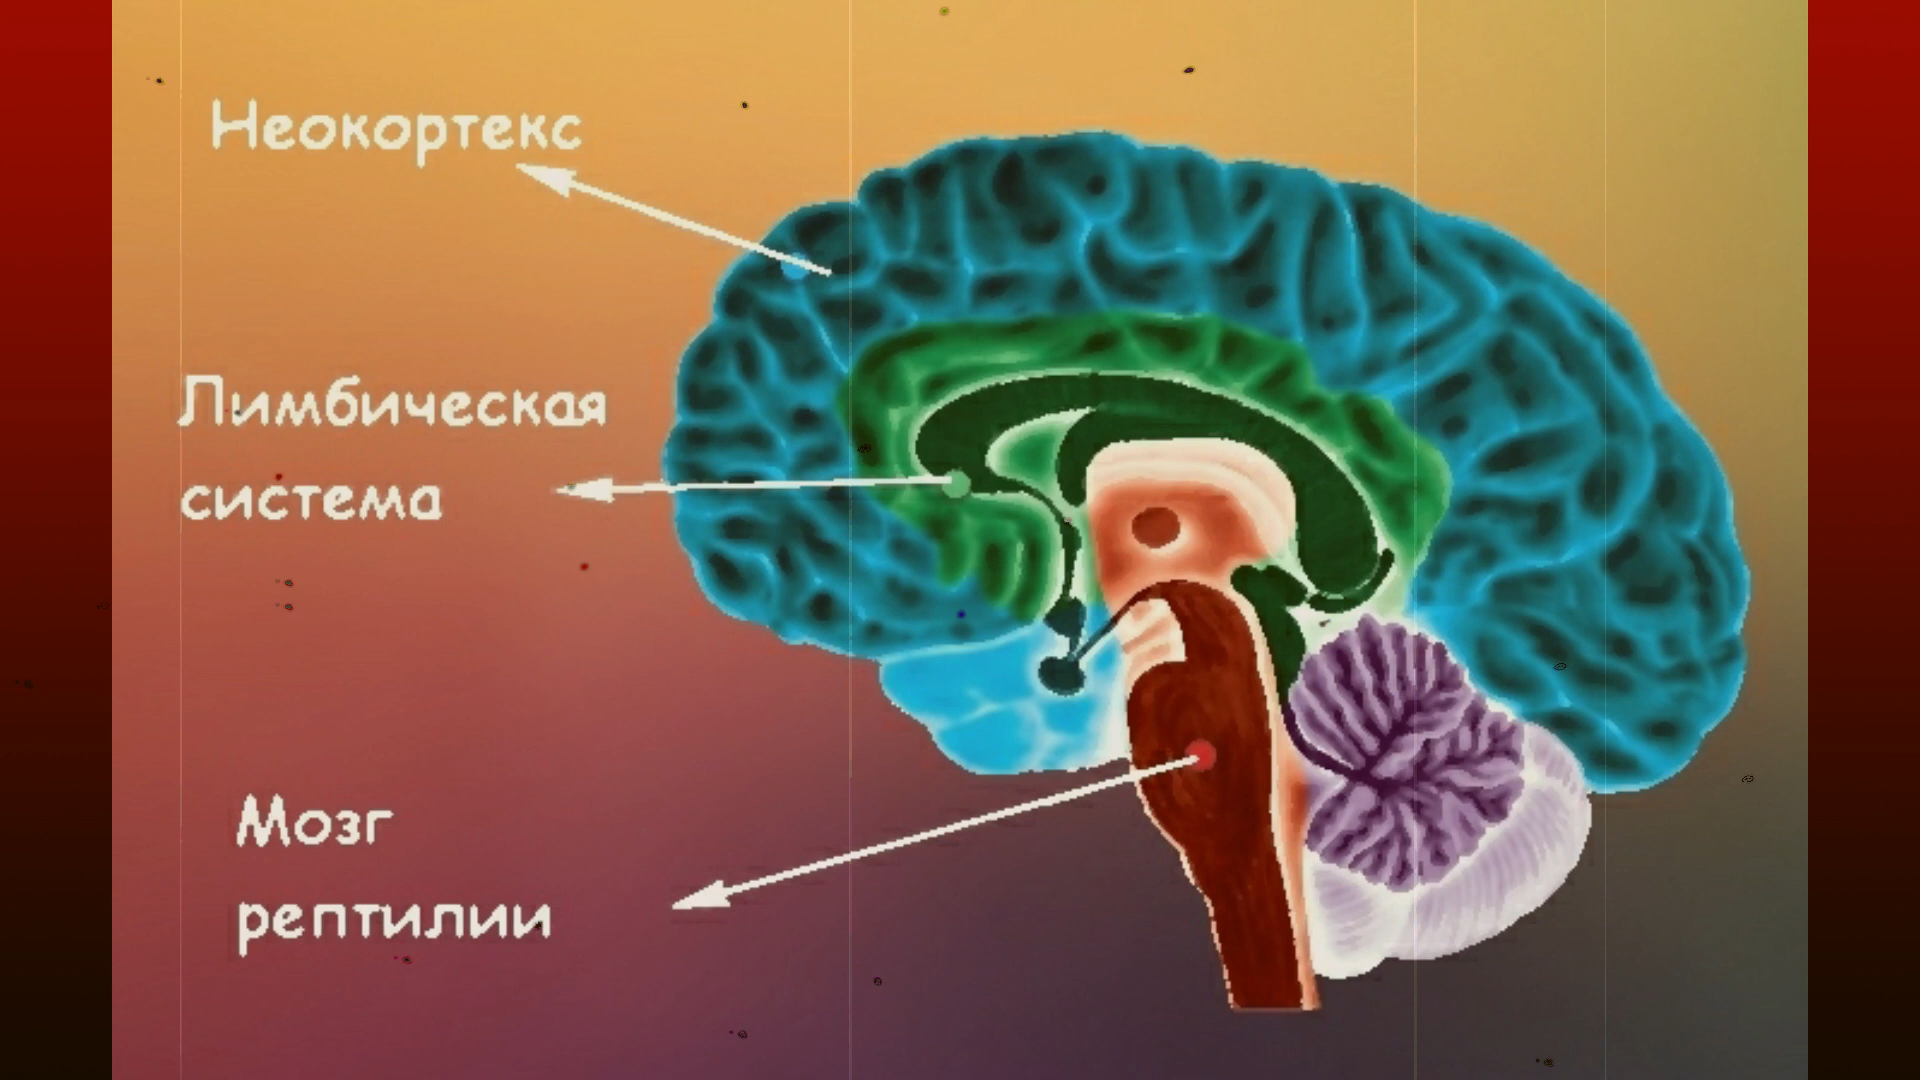 Неокортекс
Лимбическая
система
Мозг
рептилии